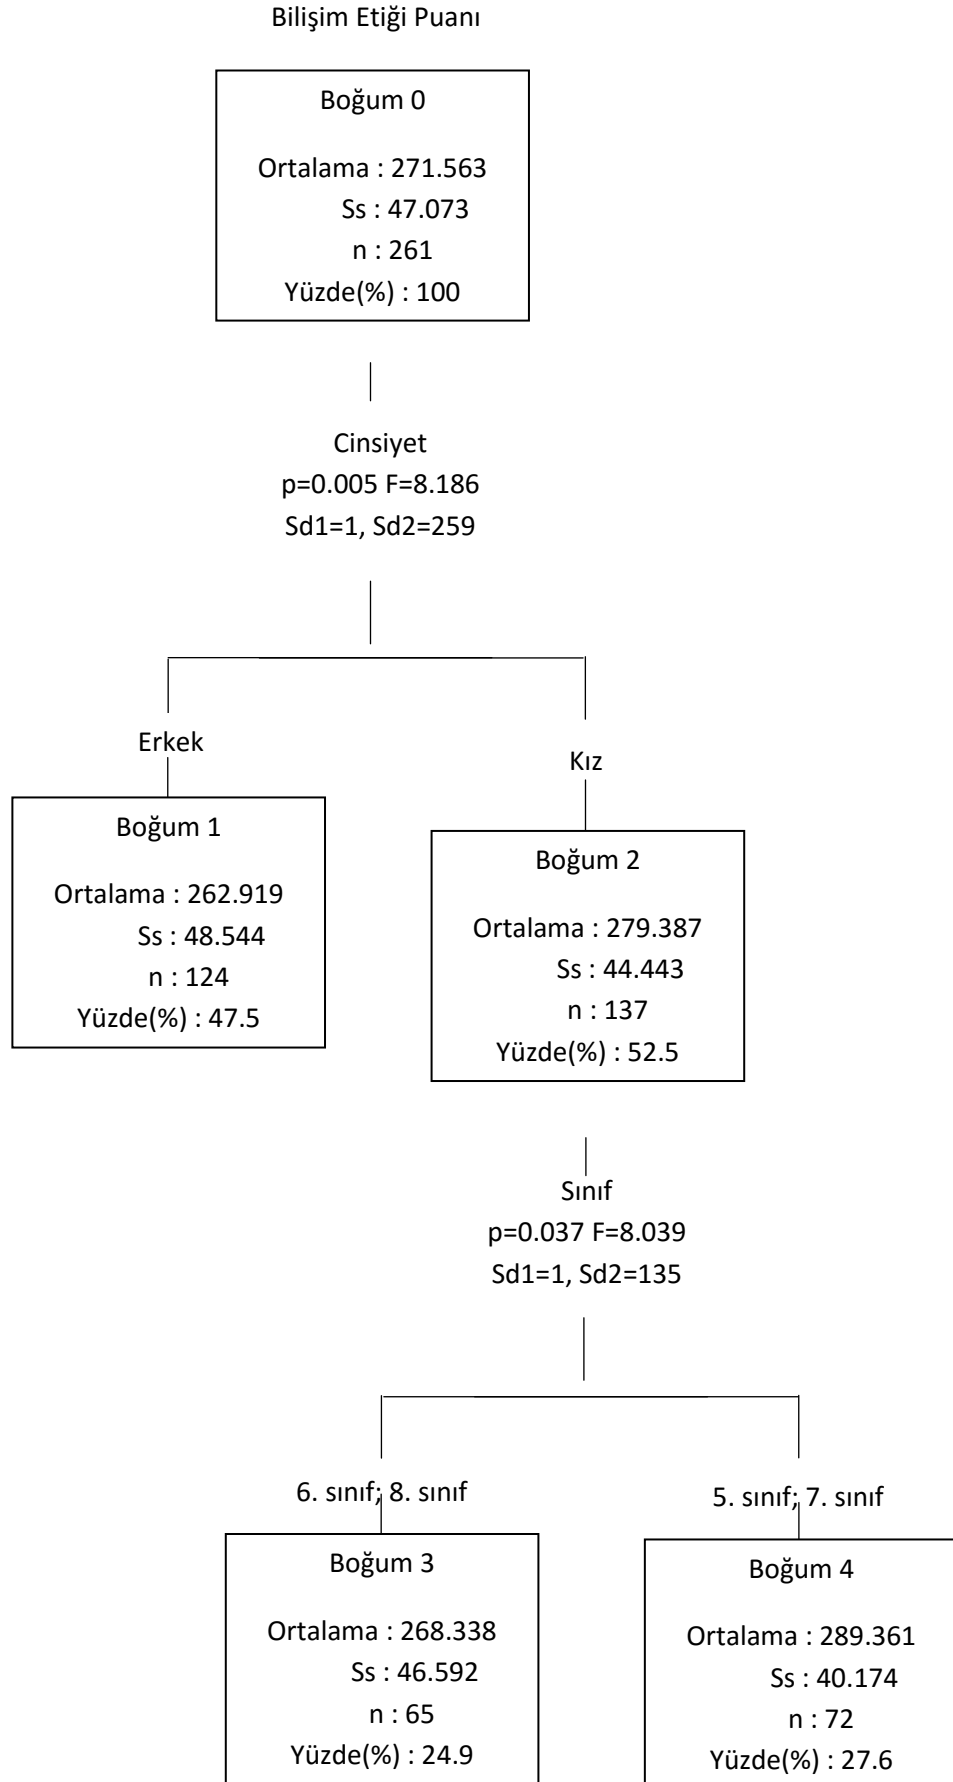 Bilişim Etiği Puanı
Boğum 0
Ortalama : 271.563
Ss : 47.073
n : 261
Yüzde(%) : 100
Cinsiyet
p=0.005 F=8.186
Sd1=1, Sd2=259
Erkek
Boğum 1
Ortalama : 262.919
Ss : 48.544
n : 124
Yüzde(%) : 47.5
Kız
Boğum 2
Ortalama : 279.387
Ss : 44.443
n : 137
Yüzde(%) : 52.5
Sınıf
p=0.037 F=8.039
Sd1=1, Sd2=135
6. sınıf; 8. sınıf
Boğum 3
Ortalama : 268.338
Ss : 46.592
n : 65
Yüzde(%) : 24.9
5. sınıf; 7. sınıf
Boğum 4
Ortalama : 289.361
Ss : 40.174
n : 72
Yüzde(%) : 27.6